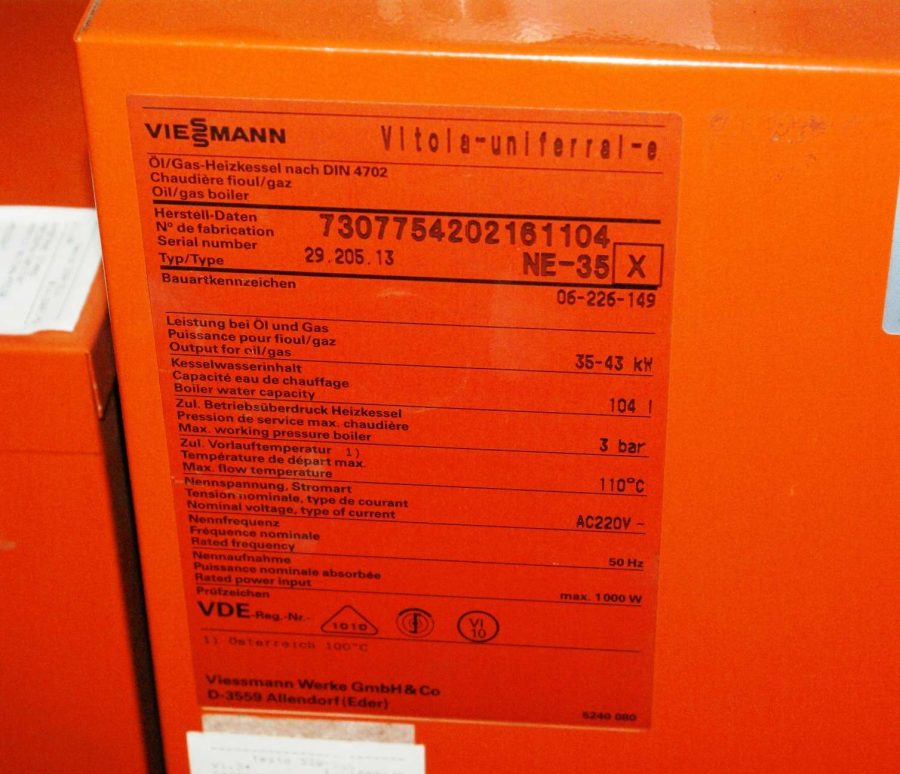 VIESSMANN Vitola-uniferral-e
Öl/Gas-Heizkessel nach DIN 4702
Chaudière fioul/gaz
Oil/gas boiler
Herstell-Daten
N° de fabrication
Serial number
7307754202161104
Typ/Type 29.205.13 NE-35 X
Bauartkennzeichen 06-226-149
Leistung bei Öl und Gas
Puissance pour fioul/gaz
Output for oil/gas 35-43 kW
Kesselwasserinhalt
Capacité eau de chauffage
Boiler water capacity 104 l
Zul. Betriebsüberdruck Heizkessel
Pression de service max. chaudière
Max. working pressure boiler 3 bar
Zul. Vorlauftemperatur 1)
Température de départ max.
Max. flow temperature 110°C
Nennspannung, Stromart
Tension nominale, type de courant
Nominal voltage, type of current AC220V~
Nennfrequenz
Fréquence nominale
Rated frequency 50 Hz
Nennaufnahme
Puissance nominale absorbée
Rated power input max. 1000 W
Prüfzeichen
VDE-Reg.-Nr.- 1010 VI 10
1) Österreich 100°C
Viessmann Werke GmbH & Co
D-3559 Allendorf (Eder)
5240 080